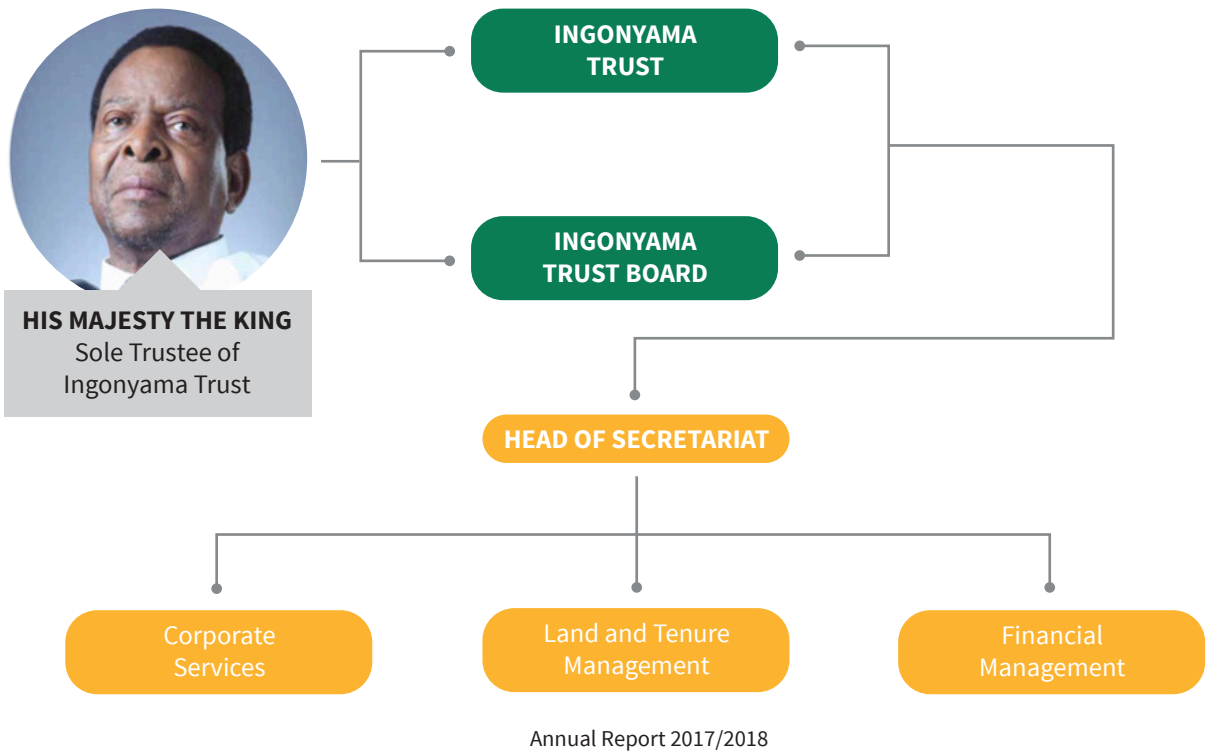 INGONYAMA
TRUST
INGONYAMA
TRUST BOARD
HIS MAJESTY THE KING
Sole Trustee of
Ingonyama Trust
HEAD OF SECRETARIAT
Corporate
Services
Land and Tenure
Management
Financial
Management
Annual Report 2017/2018